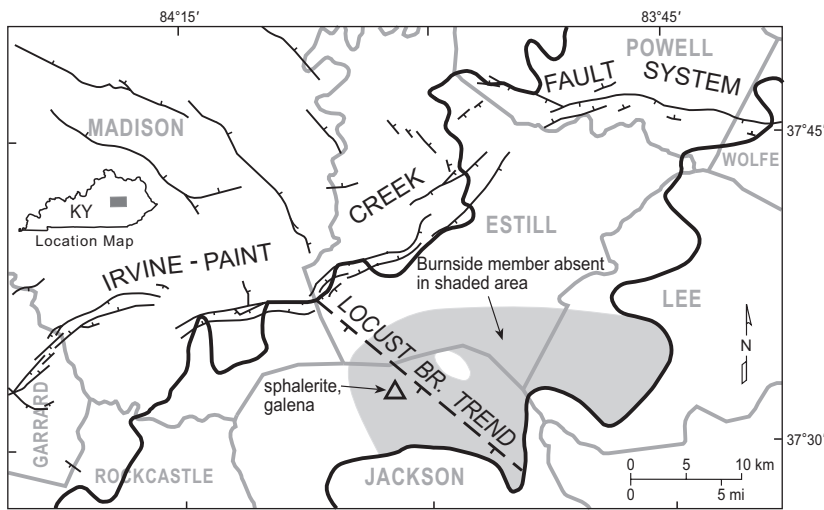 84°15'
83°45'
POWELL
FAULT SYSTEM
MADISON
37°45'
WOLFE
KY
Location Map
CREEK
ESTILL
IRVINE - PAINT
Burnside member absent
in shaded area
LEE
LOCUST BR. TREND
N
sphalerite,
galena
GARRARD
37°30'
ROCKCASTLE
JACKSON
0 5 10 km
0 5 mi